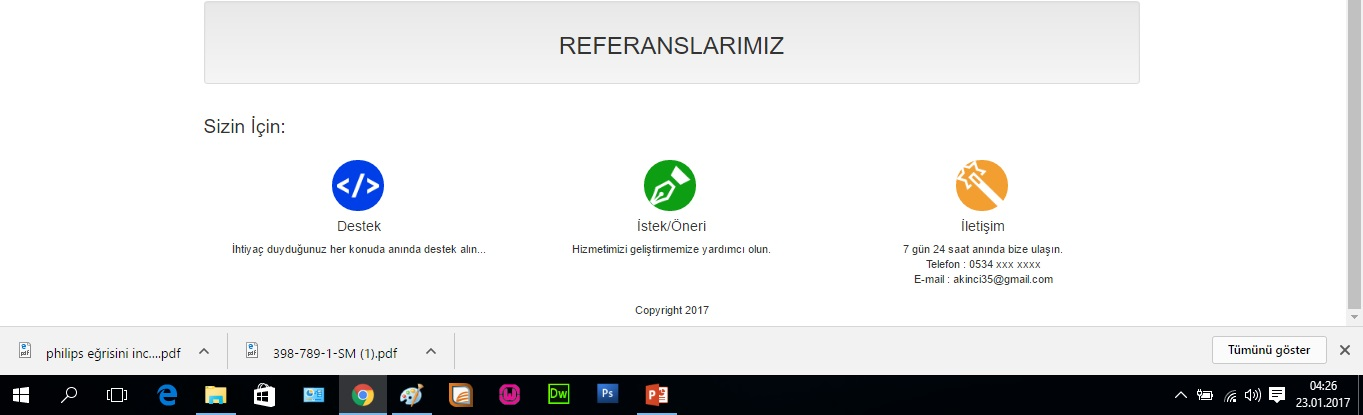 REFERANSLARIMIZ
Sizin İçin:
</>
Destek
İhtiyaç duyduğunuz her konuda anında destek alın...
İstek/Öneri
Hizmetimizi geliştirmemize yardımcı olun.
İletişim
7 gün 24 saat anında bize ulaşın.
Telefon : 0534 xxx xxxx
E-mail : akinci35@gmail.com
Copyright 2017
philips eğrisini inc....pdf
398-789-1-SM (1).pdf
Tümünü göster
Dw
Ps
P
04:26
23.01.2017